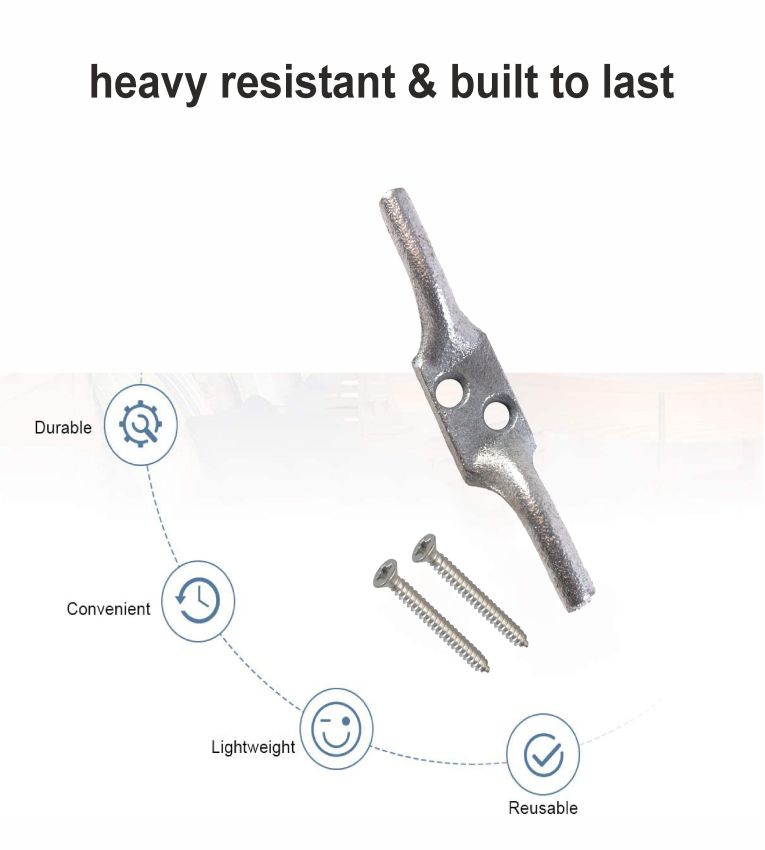 heavy resistant & built to last
Durable
Convenient
Lightweight
Reusable